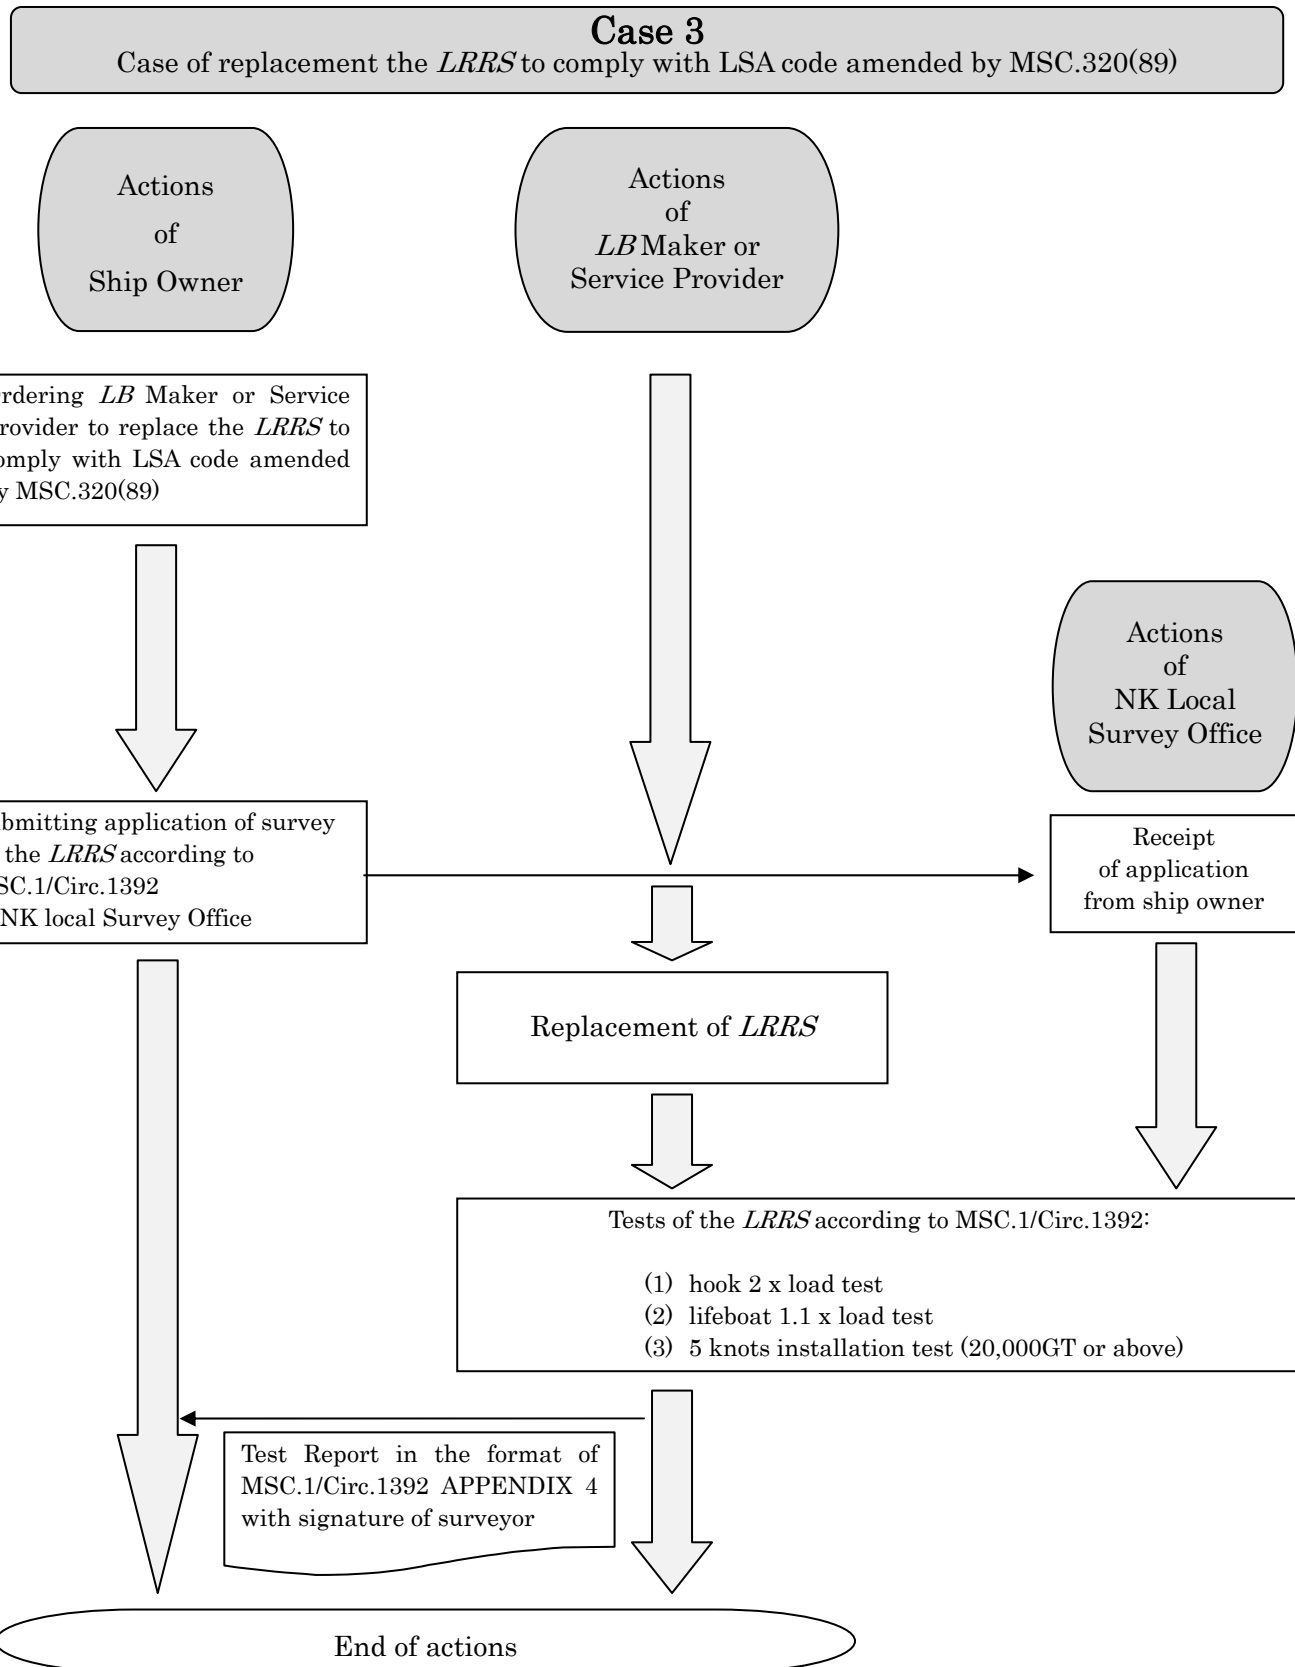 Case 3
Case of replacement the LRRS to comply with LSA code amended by MSC.320(89)
Actions
of
Ship Owner
Actions
of
LB Maker or
Service Provider
rdering LB Maker or Service
rovider to replace the LRRS to
omply with LSA code amended
y MSC.320(89)
Actions
of
NK Local
Survey Office
bmitting application of survey
the LRRS according to
SC.1/Circ.1392
NK local Survey Office
Receipt
of application
from ship owner
Replacement of LRRS
Tests of the LRRS according to MSC.1/Circ.1392:
(1) hook 2 x load test
(2) lifeboat 1.1 x load test
(3) 5 knots installation test (20,000GT or above)
Test Report in the format of
MSC.1/Circ.1392 APPENDIX 4
with signature of surveyor
End of actions